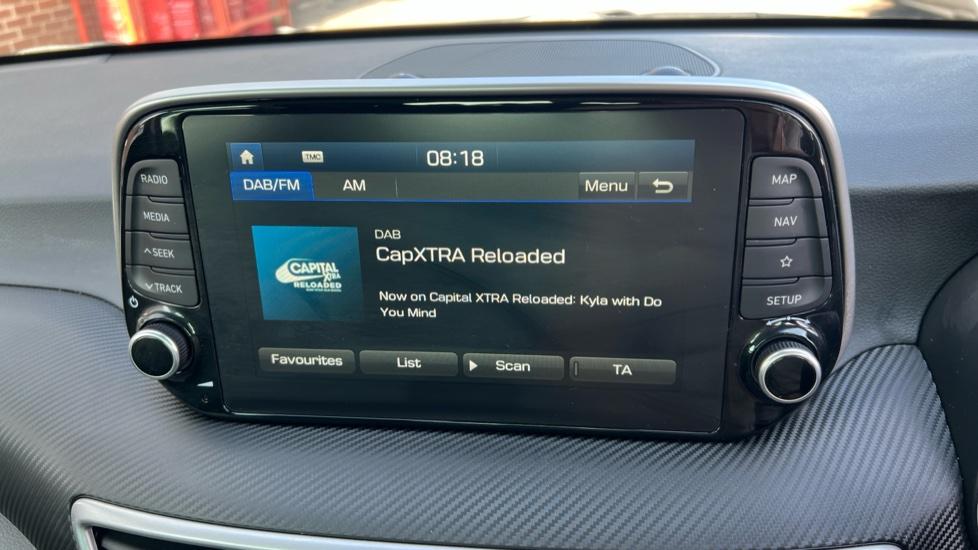 TMC
08:18
DAB/FM
AM
Menu
RADIO
MEDIA
SEEK
TRACK
MAP
NAV
SETUP
DAB
CapXTRA Reloaded
CAPITAL
XTRA
RELOADED
Now on Capital XTRA Reloaded: Kyla with Do
You Mind
Favourites
List
Scan
TA